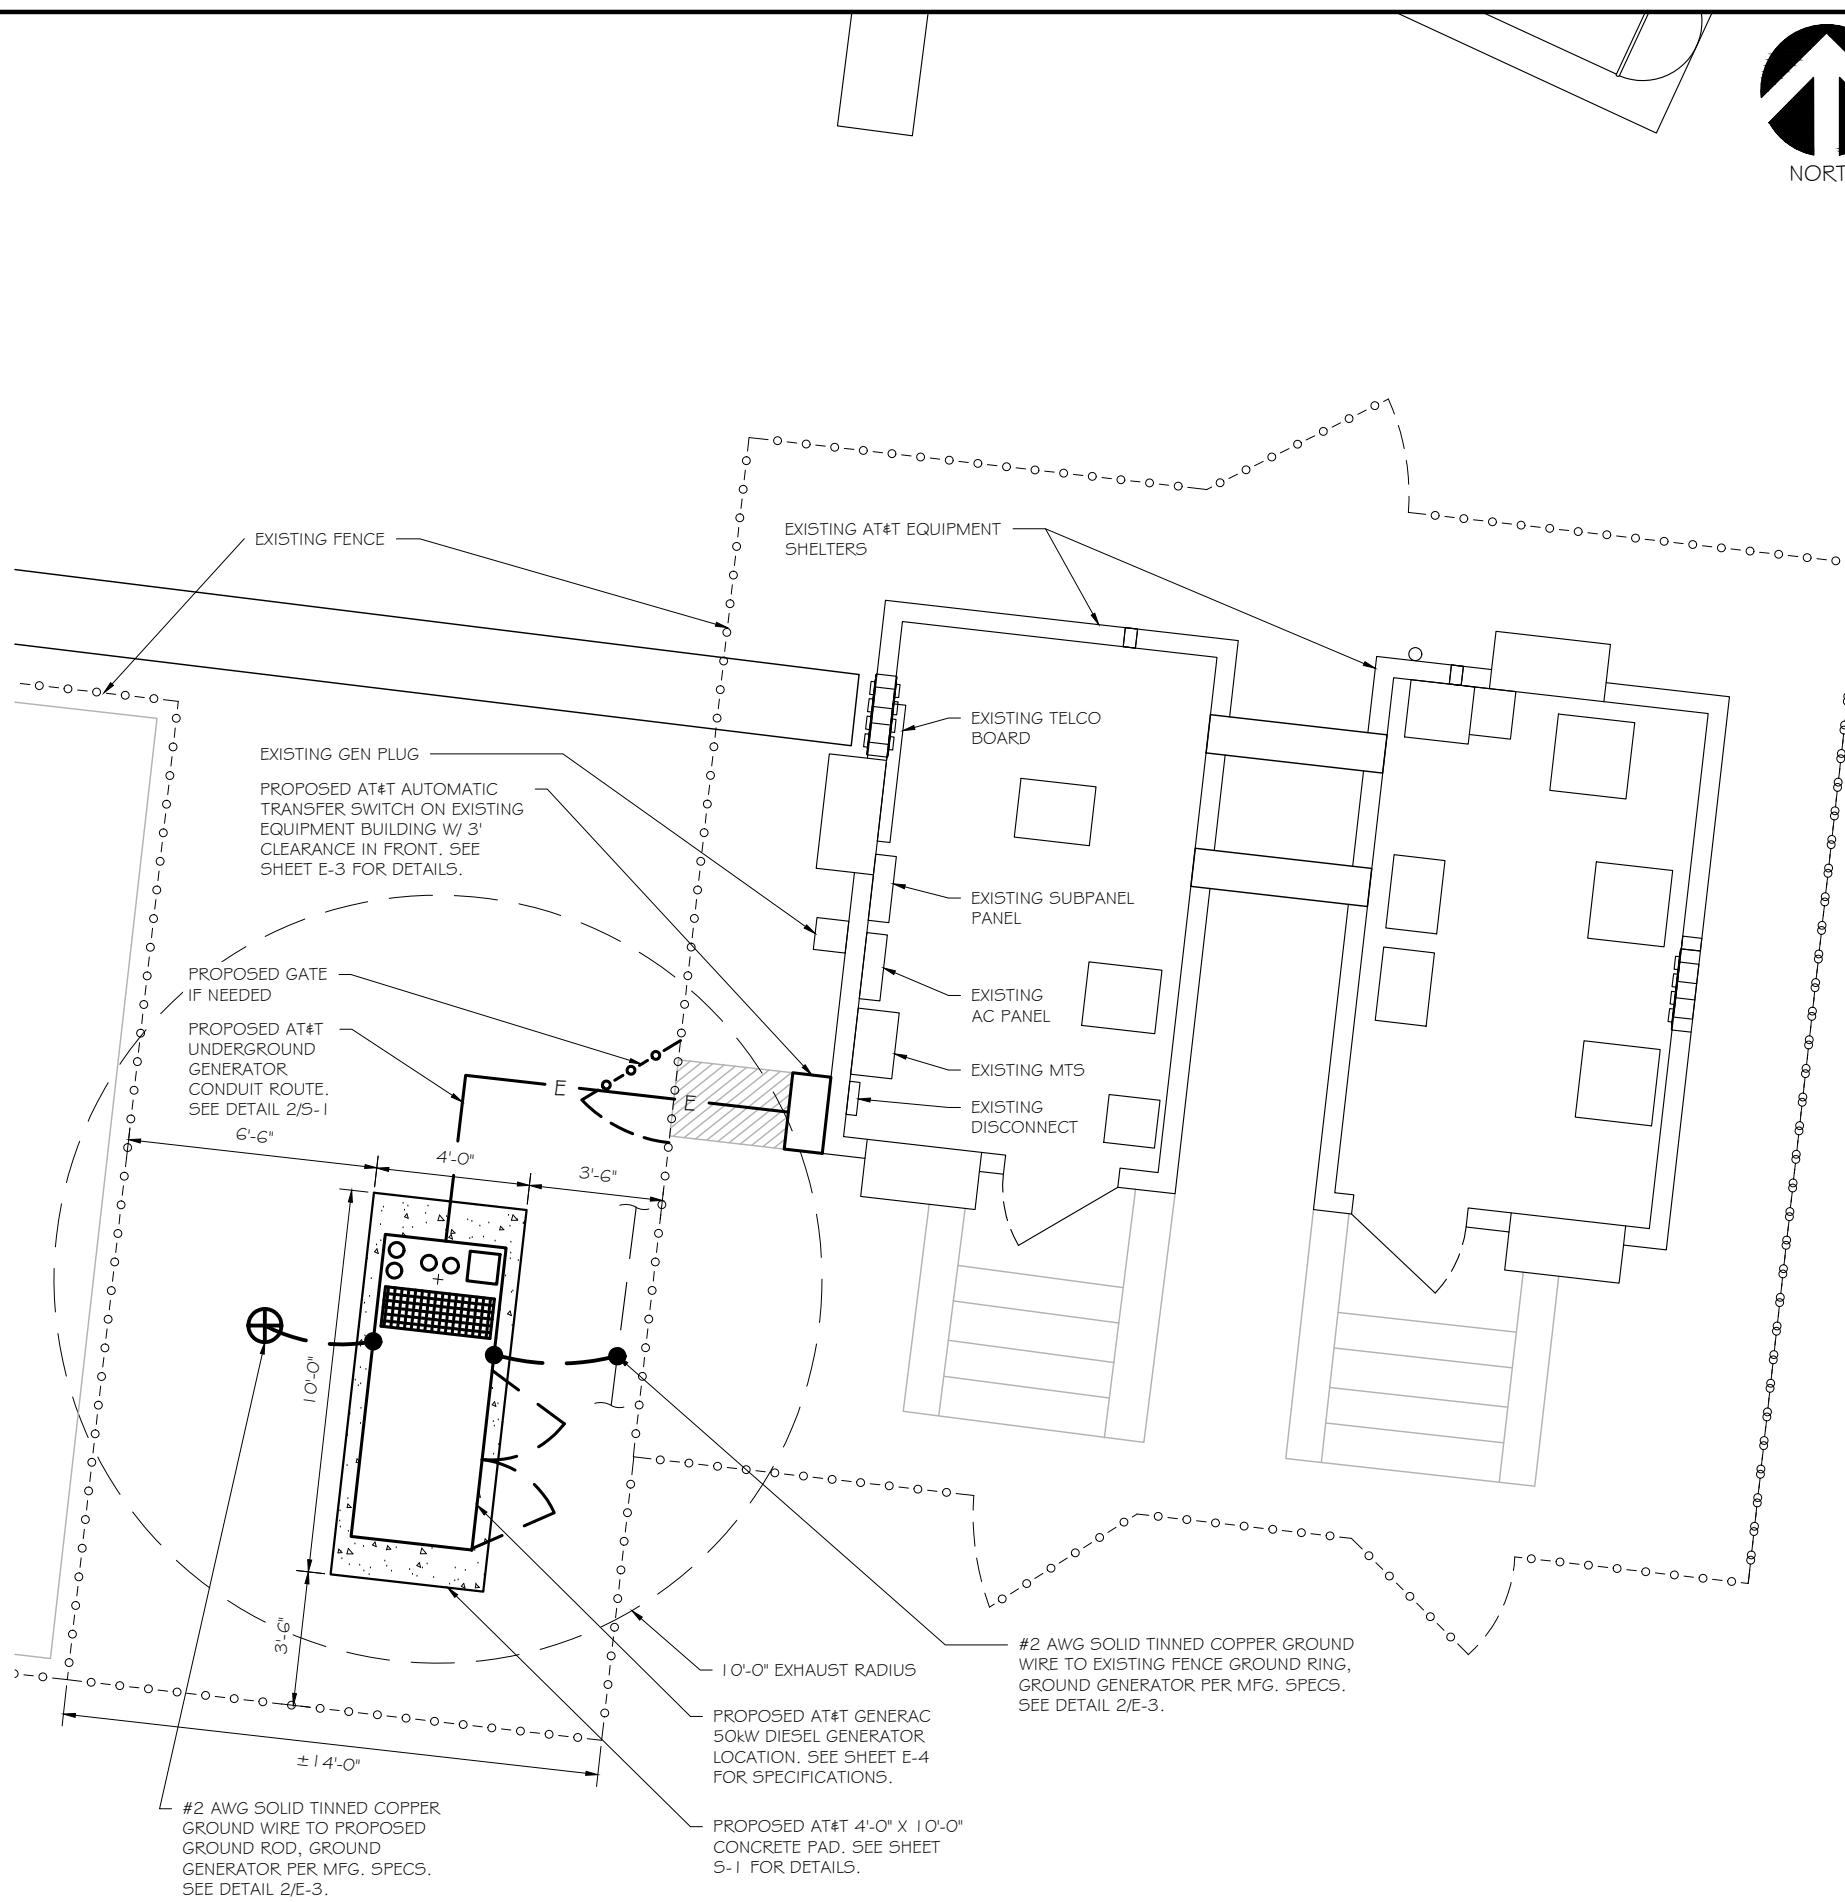 NORT
EXISTING FENCE
EXISTING AT&T EQUIPMENT
SHELTERS
EXISTING TELCO
BOARD
EXISTING GEN PLUG
PROPOSED AT&T AUTOMATIC
TRANSFER SWITCH ON EXISTING
EQUIPMENT BUILDING W/ 3'
CLEARANCE IN FRONT. SEE
SHEET E-3 FOR DETAILS.
EXISTING SUBPANEL
PANEL
PROPOSED GATE
IF NEEDED
EXISTING
AC PANEL
PROPOSED AT&T
UNDERGROUND
GENERATOR
CONDUIT ROUTE.
SEE DETAIL 2/S-1
EXISTING MTS
E
E
EXISTING
DISCONNECT
6'-6"
4'-0"
3'-6"
10'-0"
3'-6"
±14'-0"
#2 AWG SOLID TINNED COPPER GROUND
WIRE TO EXISTING FENCE GROUND RING,
GROUND GENERATOR PER MFG. SPECS.
SEE DETAIL 2/E-3.
10'-0" EXHAUST RADIUS
PROPOSED AT&T GENERAC
50kW DIESEL GENERATOR
LOCATION. SEE SHEET E-4
FOR SPECIFICATIONS.
#2 AWG SOLID TINNED COPPER
GROUND WIRE TO PROPOSED
GROUND ROD, GROUND
GENERATOR PER MFG. SPECS.
SEE DETAIL 2/E-3.
PROPOSED AT&T 4'-0" X 10'-0"
CONCRETE PAD. SEE SHEET
S-1 FOR DETAILS.